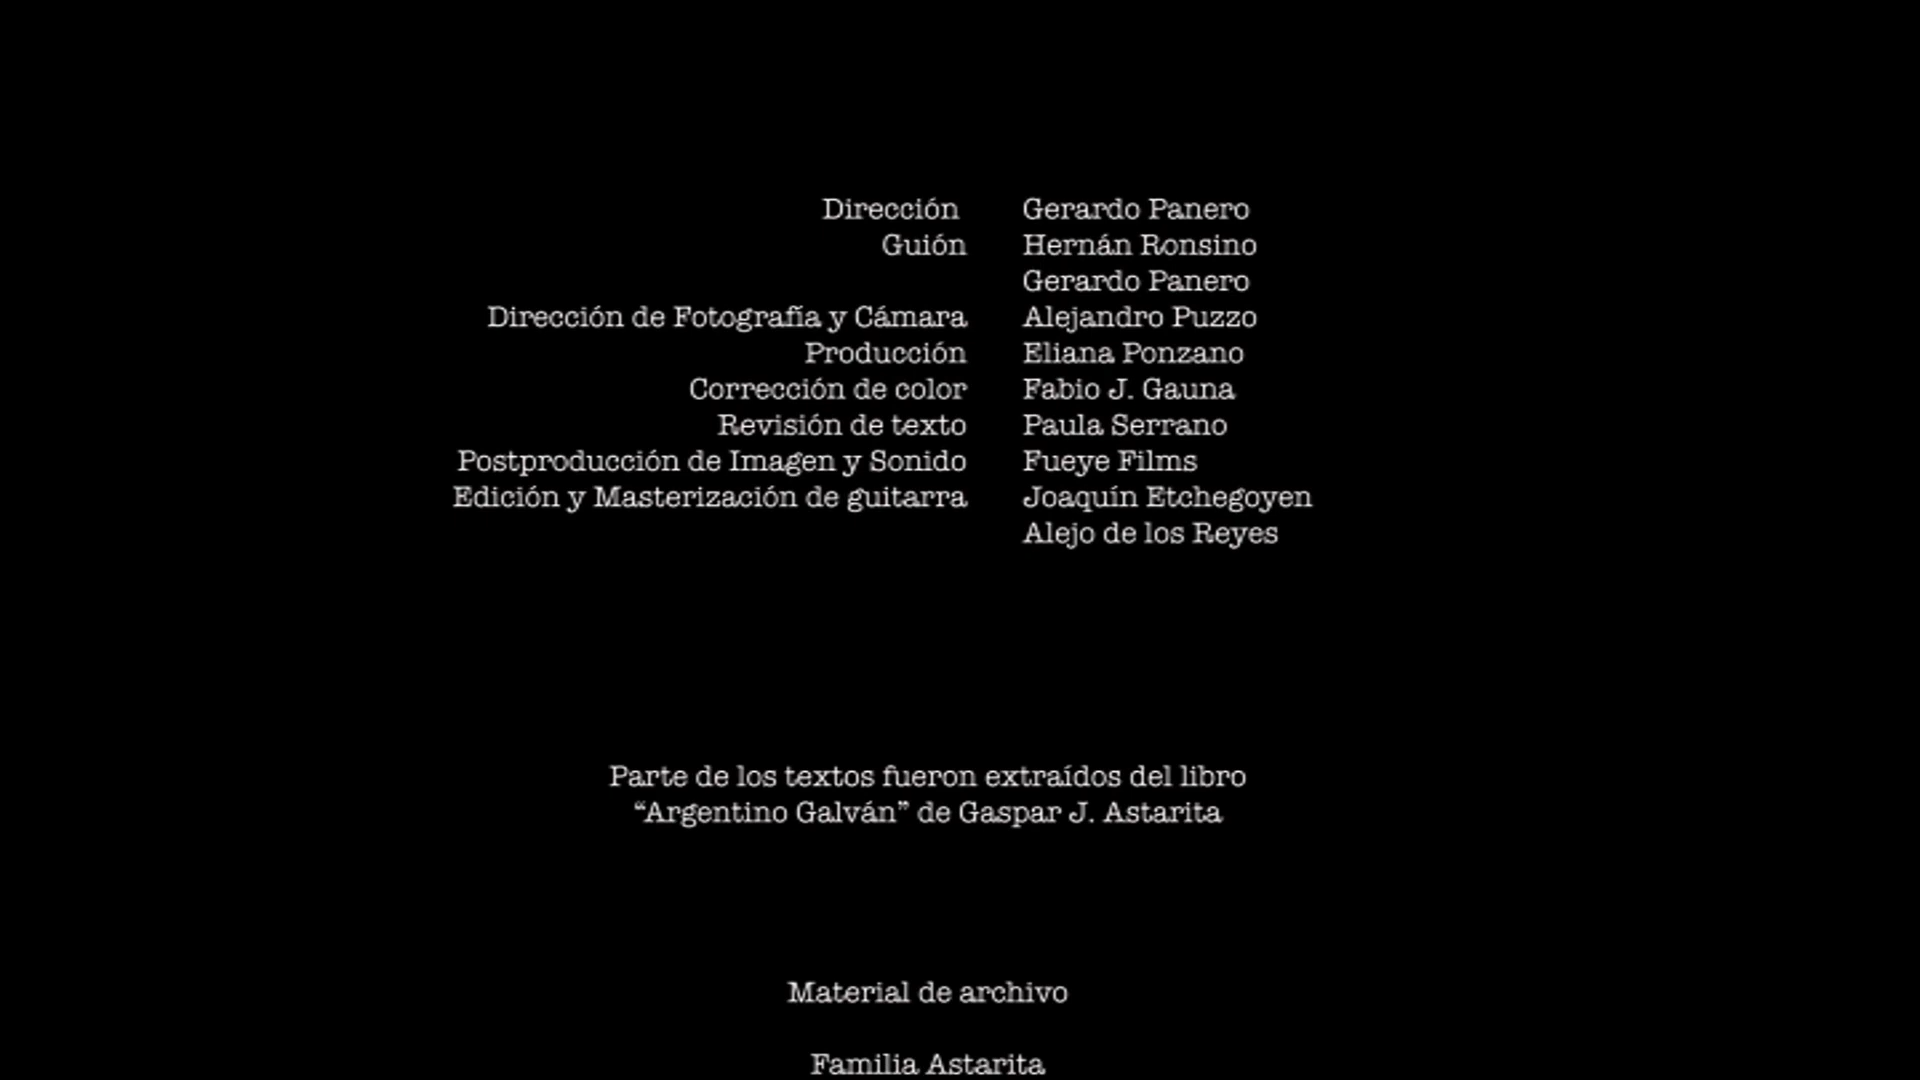 Dirección Gerardo Panero
Guión Hernán Ronsino
Gerardo Panero
Dirección de Fotografía y Cámara Alejandro Puzzo
Producción Eliana Ponzano
Corrección de color Fabio J. Gauna
Revisión de texto Paula Serrano
Postproducción de Imagen y Sonido Fueye Films
Edición y Masterización de guitarra Joaquín Etchegoyen
Alejo de los Reyes
Parte de los textos fueron extraídos del libro
“Argentino Galván” de Gaspar J. Astarita
Material de archivo
Familia Astarita